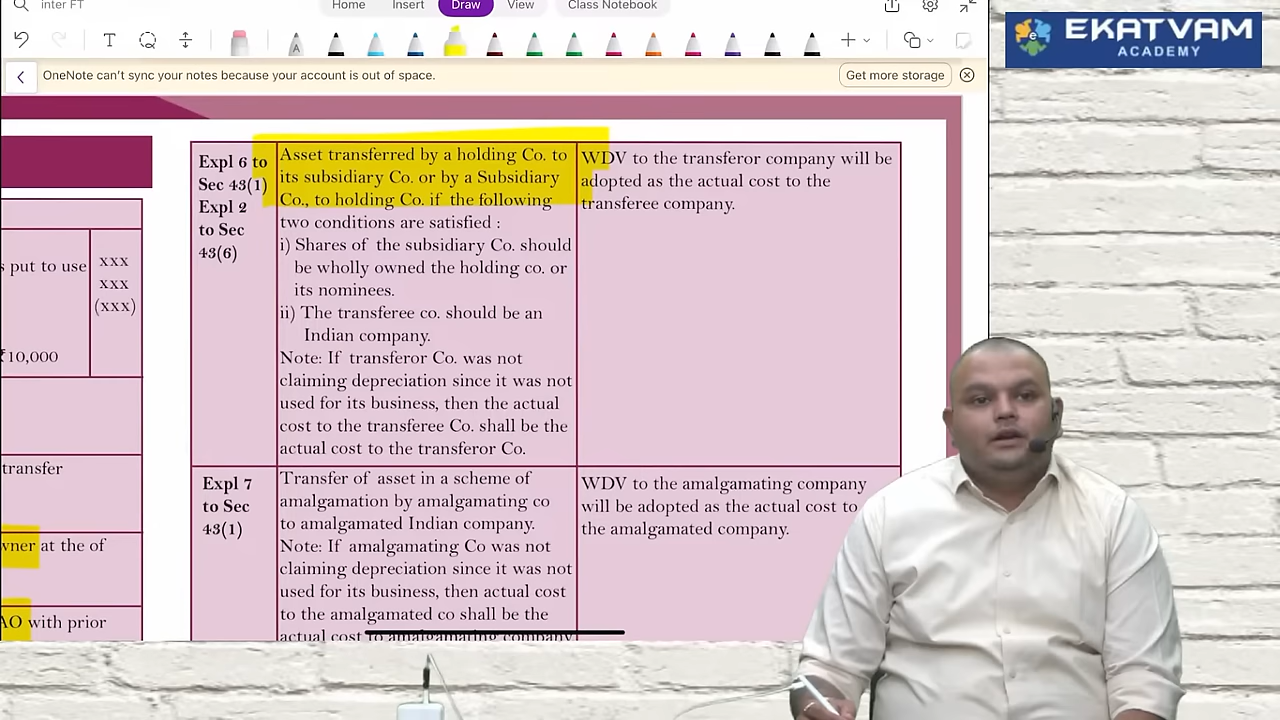 inter FT
Home Insert Draw View Class Notebook
EKATVAM
ACADEMY
OneNote can't sync your notes because your account is out of space.
Get more storage
s put to use
xxx
xxx
(xxx)
₹10,000
transfer
wner at the of
AO with prior
Expl 6 to
Sec 43(1)
Expl 2
to Sec
43(6)
Asset transferred by a holding Co. to
its subsidiary Co. or by a Subsidiary
Co., to holding Co. if the following
two conditions are satisfied :
i) Shares of the subsidiary Co. should
be wholly owned the holding co. or
its nominees.
ii) The transferee co. should be an
Indian company.
Note: If transferor Co. was not
claiming depreciation since it was not
used for its business, then the actual
cost to the transferee Co. shall be the
actual cost to the transferor Co.
WDV to the transferor company will be
adopted as the actual cost to the
transferee company.
Expl 7
to Sec
43(1)
Transfer of asset in a scheme of
amalgamation by amalgamating co
to amalgamated Indian company.
Note: If amalgamating Co was not
claiming depreciation since it was not
used for its business, then actual cost
to the amalgamated co shall be the
actual cost to amalgamating company
WDV to the amalgamating company
will be adopted as the actual cost to
the amalgamated company.